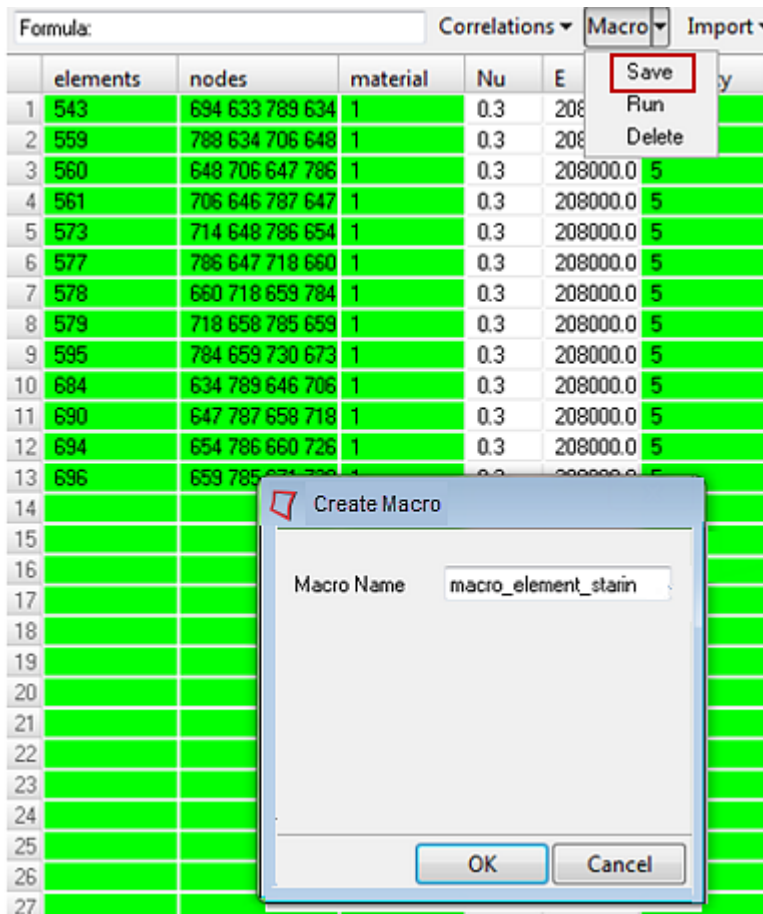 Formula: Correlations Macro Import
Save
Run
Delete
elements nodes material Nu E y
1 543 694 633 789 634 1 0.3 208
2 559 788 634 706 648 1 0.3 208
3 560 648 706 647 786 1 0.3 208000.0 5
4 561 706 646 787 647 1 0.3 208000.0 5
5 573 714 648 786 654 1 0.3 208000.0 5
6 577 786 647 718 660 1 0.3 208000.0 5
7 578 660 718 659 784 1 0.3 208000.0 5
8 579 718 658 785 659 1 0.3 208000.0 5
9 595 784 659 730 673 1 0.3 208000.0 5
10 684 634 789 646 706 1 0.3 208000.0 5
11 690 647 787 658 718 1 0.3 208000.0 5
12 694 654 786 660 726 1 0.3 208000.0 5
13 696 659 785
14
15
16
17
18
19
20
21
22
23
24
25
26
27
Create Macro
Macro Name macro_element_starin
OK Cancel